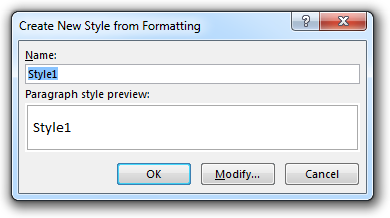 Create New Style from Formatting
Name:
Style1
Paragraph style preview:
Style1
OK Modify... Cancel